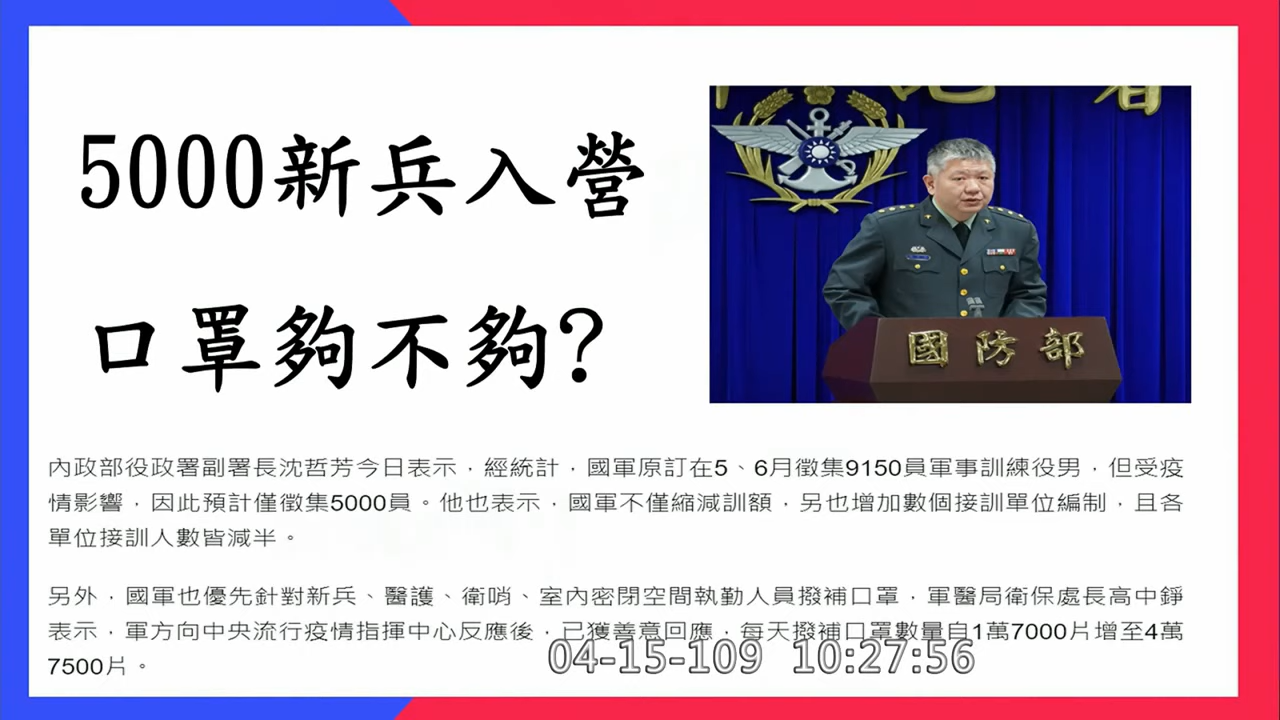 5000新兵入營
口罩夠不夠?
國防部
內政部役政署副署長沈哲芳今日表示，經統計，國軍原訂在5、6月徵集9150員軍事訓練役男，但受疫
情影響，因此預計僅徵集5000員。他也表示，國軍不僅縮減訓額，另也增加數個接訓單位編制，且各
單位接訓人數皆減半。
另外，國軍也優先針對新兵、醫護、衛哨、室內密閉空間執勤人員撥補口罩，軍醫局衛保處長高中錚
表示，軍方向中央流行疫情指揮中心反應後，已獲善意回應，每天撥補口罩數量自1萬7000片增至4萬
7500片。
04-15-109 10:27:56